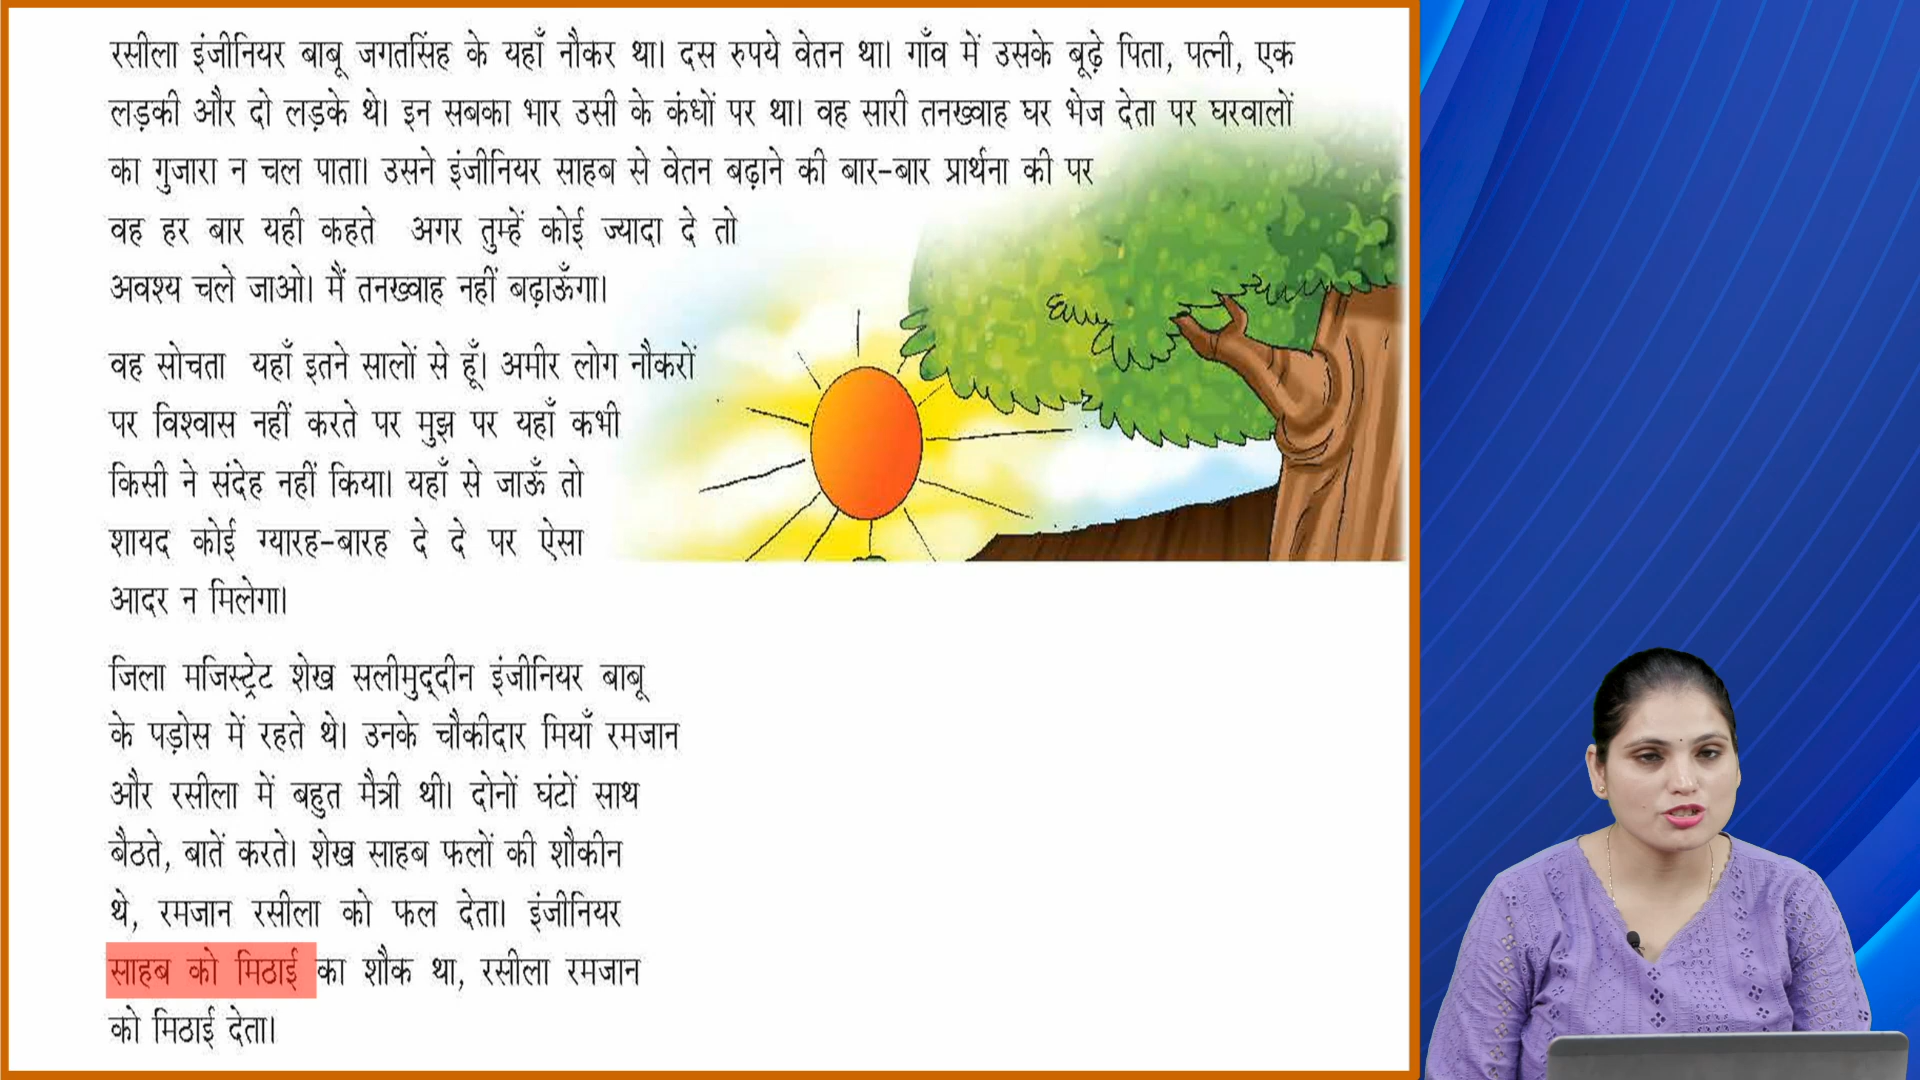 रसीला इंजीनियर बाबू जगतसिंह के यहाँ नौकर था। दस रुपये वेतन था। गाँव में उसके बूढ़े पिता, पत्नी, एक
लड़की और दो लड़के थे। इन सबका भार उसी के कंधों पर था। वह सारी तनख्वाह घर भेज देता पर घरवालों
का गुजारा न चल पाता। उसने इंजीनियर साहब से वेतन बढ़ाने की बार-बार प्रार्थना की पर
वह हर बार यही कहते अगर तुम्हें कोई ज्यादा दे तो
अवश्य चले जाओ। मैं तनख्वाह नहीं बढ़ाऊँगा।
वह सोचता यहाँ इतने सालों से हूँ। अमीर लोग नौकरों
पर विश्वास नहीं करते पर मुझ पर यहाँ कभी
किसी ने संदेह नहीं किया। यहाँ से जाऊँ तो
शायद कोई ग्यारह-बारह दे दे पर ऐसा
आदर न मिलेगा।
जिला मजिस्ट्रेट शेख सलीमुद्‌दीन इंजीनियर बाबू
के पड़ोस में रहते थे। उनके चौकीदार मियाँ रमजान
और रसीला में बहुत मैत्री थी। दोनों घंटों साथ
बैठते, बातें करते। शेख साहब फलों की शौकीन
थे, रमजान रसीला को फल देता। इंजीनियर
साहब को मिठाई का शौक था, रसीला रमजान
को मिठाई देता।